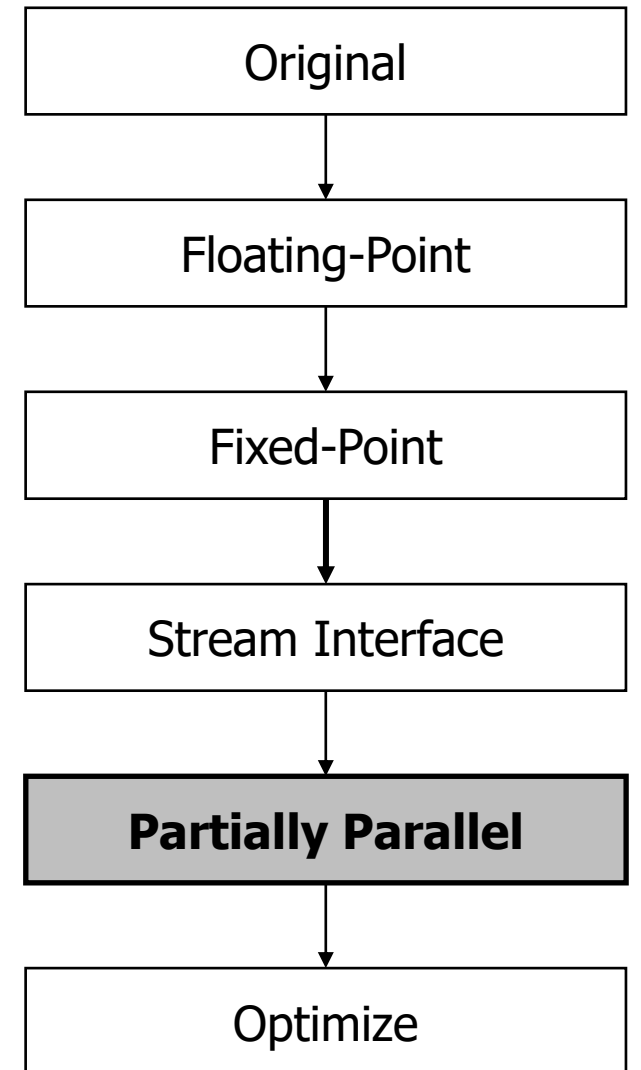 Original
Floating-Point
Fixed-Point
Stream Interface
Partially Parallel
Optimize